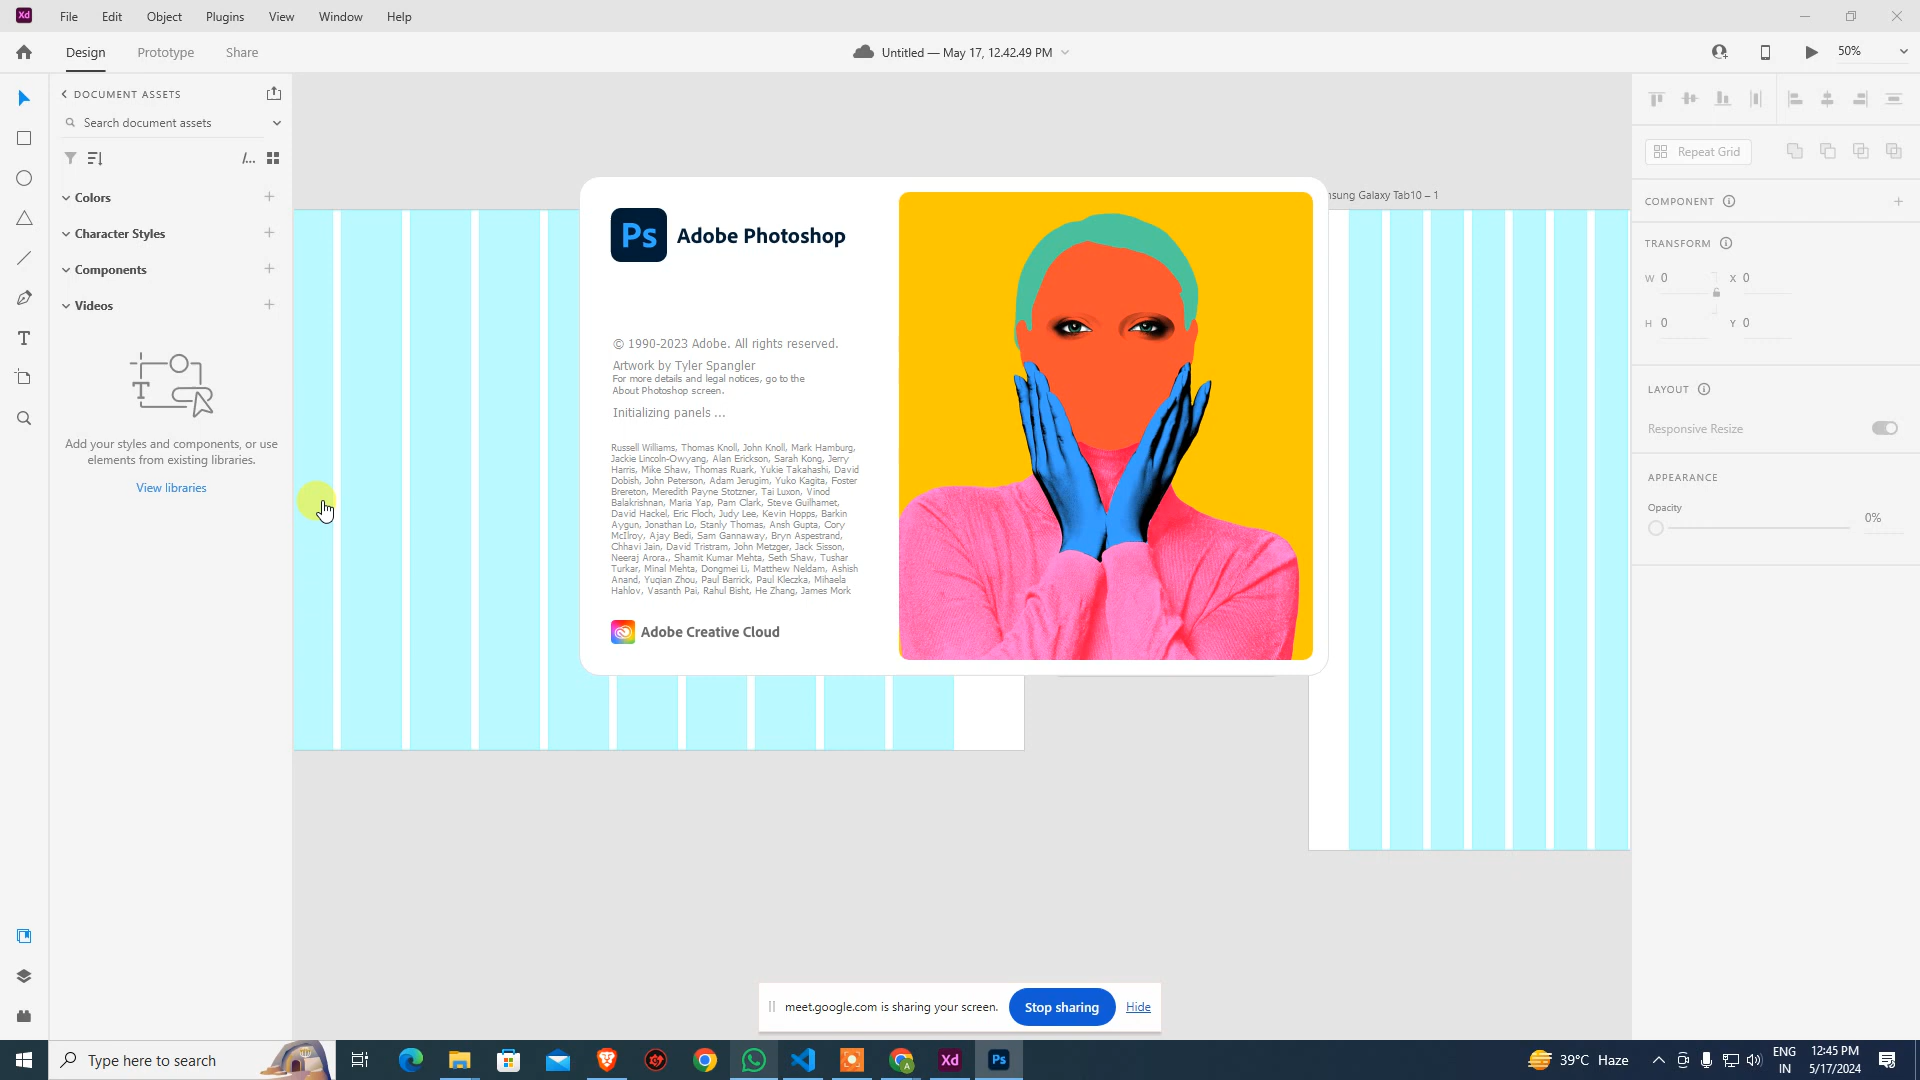 Xd File Edit Object Plugins View Window Help
Design Prototype Share Untitled — May 17, 12.42.49 PM 50%
DOCUMENT ASSETS
Search document assets
/...
Colors
Character Styles
Components
Videos
Add your styles and components, or use
elements from existing libraries.
View libraries
nsung Galaxy Tab10 – 1
Ps Adobe Photoshop
© 1990-2023 Adobe. All rights reserved.
Artwork by Tyler Spangler
For more details and legal notices, go to the
About Photoshop screen.
Initializing panels ...
Russell Williams, Thomas Knoll, John Knoll, Mark Hamburg,
Jackie Lincoln-Owyang, Alan Erickson, Sarah Kong, Jerry
Harris, Mike Shaw, Thomas Ruark, Yukie Takahashi, David
Dobish, John Peterson, Adam Jerugim, Yuko Kagita, Foster
Brereton, Meredith Payne Stotzner, Tai Luxon, Vinod
Balakrishnan, Maria Yap, Pam Clark, Steve Guilhamet,
David Hackel, Eric Floch, Judy Lee, Kevin Hopps, Barkin
Aygun, Jonathan Lo, Stanly Thomas, Ansh Gupta, Cory
McIlroy, Ajay Bedi, Sam Gannaway, Bryn Aspestrand,
Chhavi Jain, David Tristram, John Metzger, Jack Sisson,
Neeraj Arora., Shamit Kumar Mehta, Seth Shaw, Tushar
Turkar, Minal Mehta, Dongmei Li, Matthew Neldam, Ashish
Anand, Yuqian Zhou, Paul Barrick, Paul Kleczka, Mihaela
Hahlov, Vasanth Pai, Rahul Bisht, He Zhang, James Mork
Adobe Creative Cloud
Repeat Grid
COMPONENT
TRANSFORM
W 0 X 0
H 0 Y 0
LAYOUT
Responsive Resize
APPEARANCE
Opacity
0%
meet.google.com is sharing your screen. Stop sharing Hide
Type here to search
Xd Ps
39°C Haze
ENG
IN
12:45 PM
5/17/2024